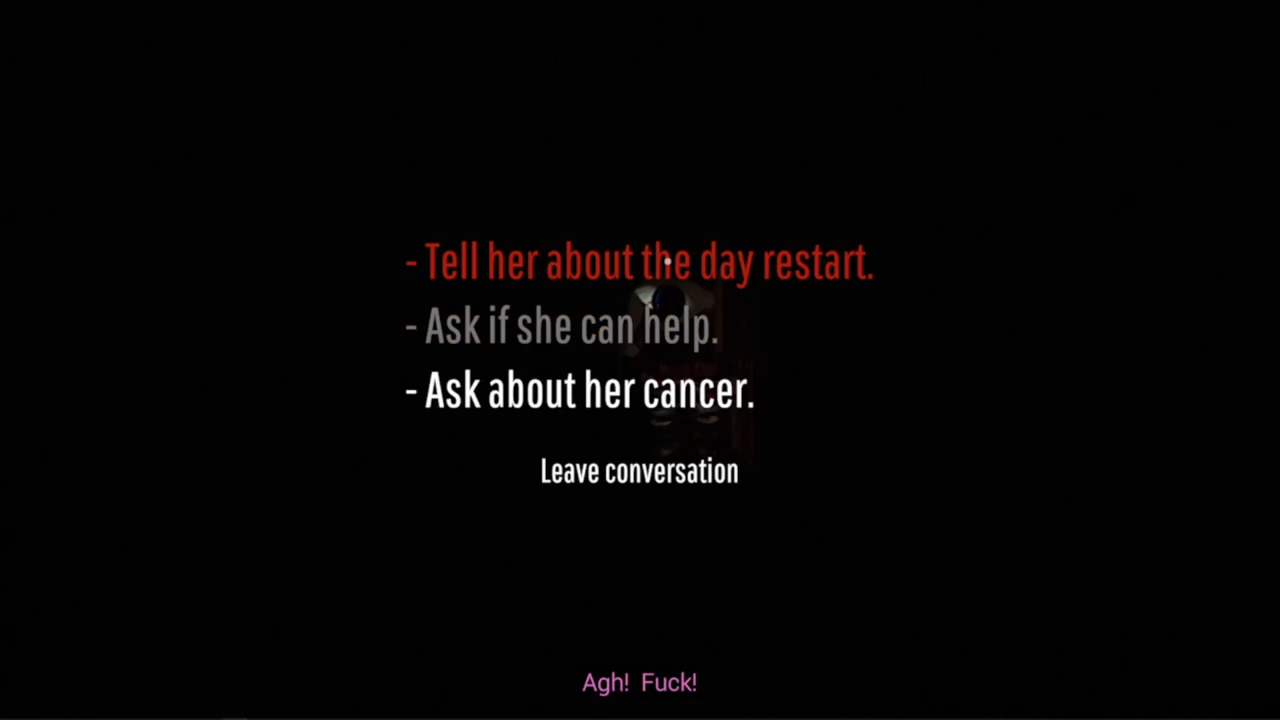 - Tell her about the day restart.
- Ask if she can help.
- Ask about her cancer.
Leave conversation
Agh! Fuck!